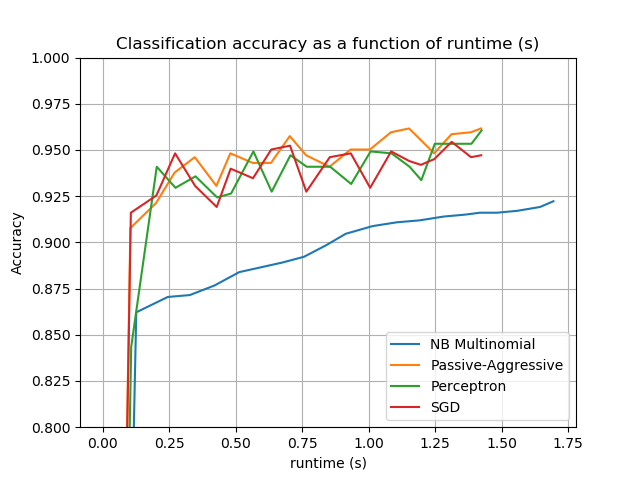 Classification accuracy as a function of runtime (s)
1.000
0.975
0.950
0.925
0.900
0.875
0.850
0.825
0.800
Accuracy
NB Multinomial
Passive-Aggressive
Perceptron
SGD
0.00 0.25 0.50 0.75 1.00 1.25 1.50 1.75
runtime (s)